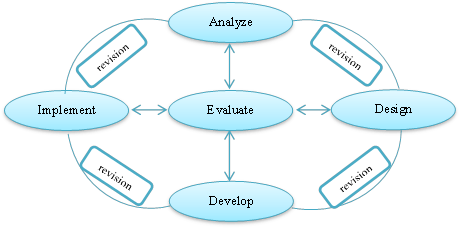 Analyze
revision
revision
Implement
Evaluate
Design
revision
revision
Develop